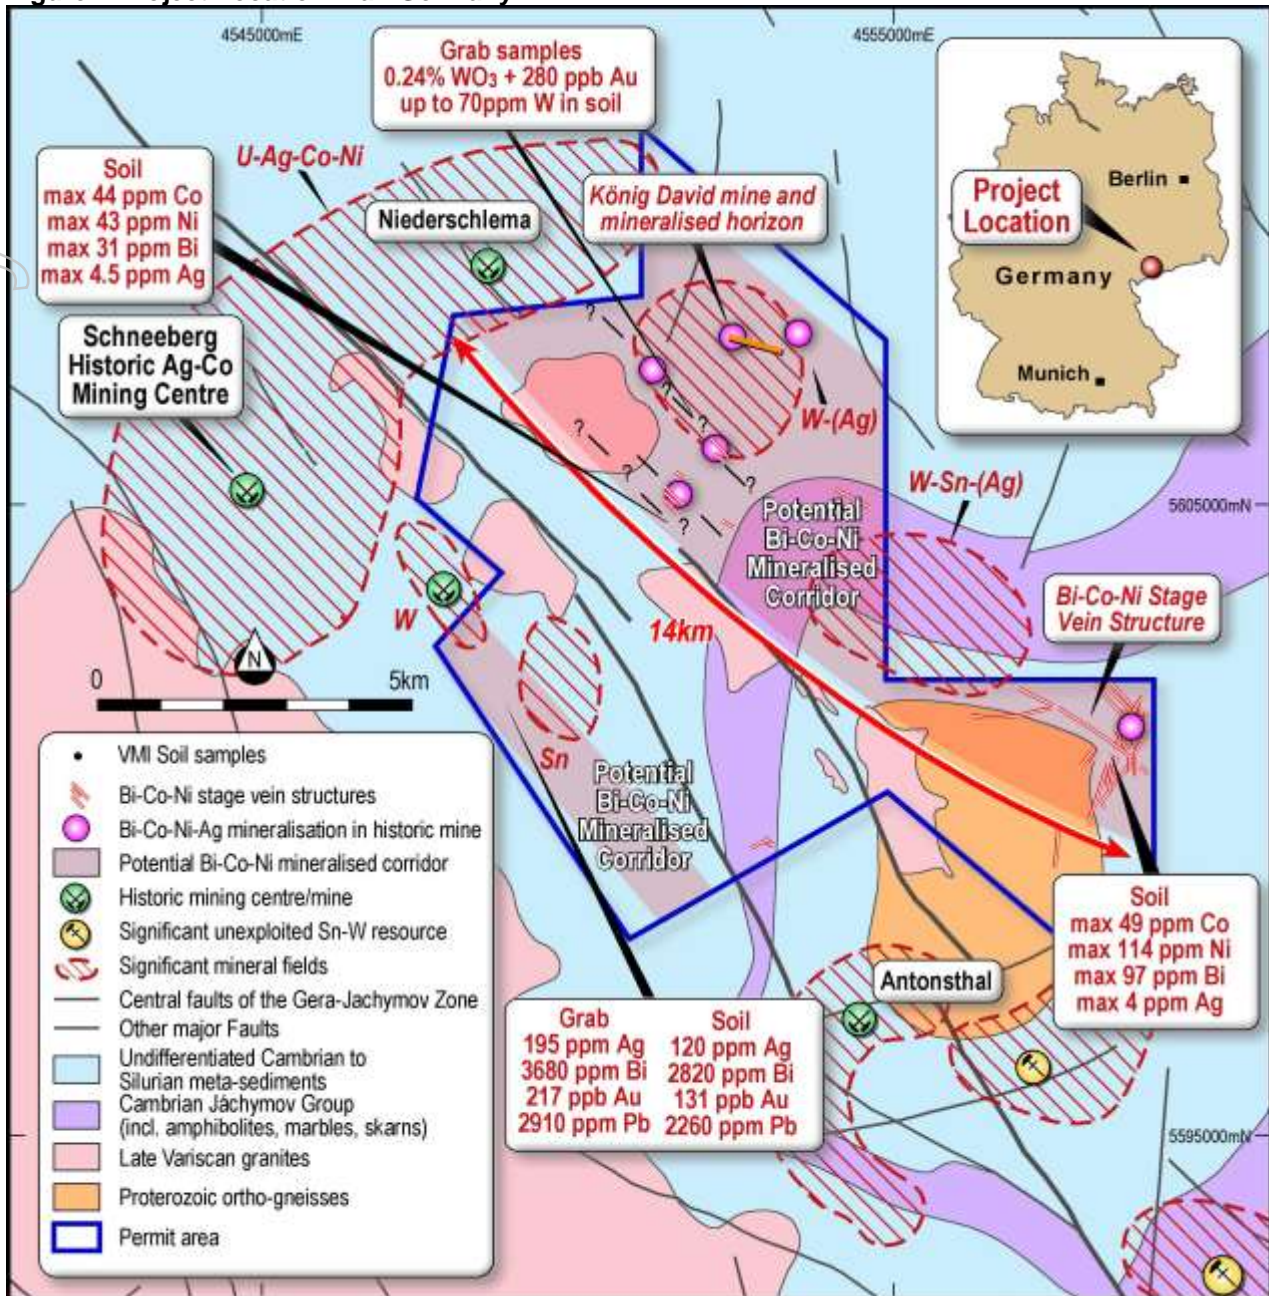 4545000mE
4555000mE
Grab samples
0.24% WO₃ + 280 ppb Au
up to 70ppm W in soil
U-Ag-Co-Ni
Soil
max 44 ppm Co
max 43 ppm Ni
max 31 ppm Bi
max 4.5 ppm Ag
Niederschlema
König David mine and
mineralised horizon
Project
Location
Berlin
Germany
Munich
Schneeberg
Historic Ag-Co
Mining Centre
?
?
?
?
?
?
?
W-(Ag)
W-Sn-(Ag)
5605000mN
Potential
Bi-Co-Ni
Mineralised
Corridor
Bi-Co-Ni Stage
Vein Structure
W
14km
N
0
5km
Sn
Potential
Bi-Co-Ni
Mineralised
Corridor
VMI Soil samples
Bi-Co-Ni stage vein structures
Bi-Co-Ni-Ag mineralisation in historic mine
Potential Bi-Co-Ni mineralised corridor
Historic mining centre/mine
Significant unexploited Sn-W resource
Significant mineral fields
Central faults of the Gera-Jachymov Zone
Other major Faults
Undifferentiated Cambrian to
Silurian meta-sediments
Cambrian Jáchymov Group
(incl. amphibolites, marbles, skarns)
Late Variscan granites
Proterozoic ortho-gneisses
Permit area
Soil
max 49 ppm Co
max 114 ppm Ni
max 97 ppm Bi
max 4 ppm Ag
Antonsthal
Grab
195 ppm Ag
3680 ppm Bi
217 ppb Au
2910 ppm Pb
Soil
120 ppm Ag
2820 ppm Bi
131 ppb Au
2260 ppm Pb
5595000mN